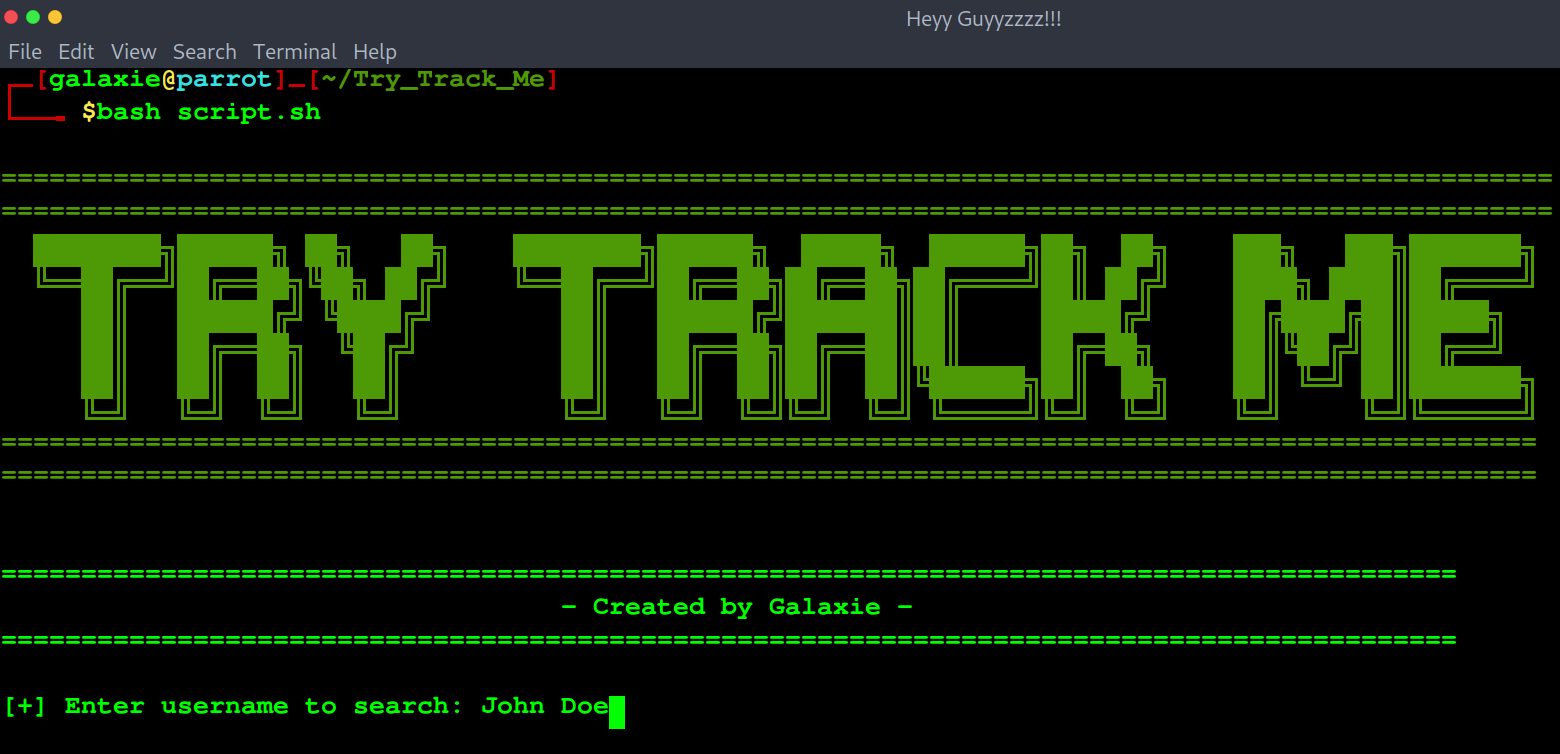 Heyy Guyyzzzz!!!
File Edit View Search Terminal Help
[galaxie@parrot]─[~/Try_Track_Me]
$bash script.sh
=================================================================================================
=================================================================================================
TRY TRACK ME
================================================================================================
================================================================================================
===========================================================================================
- Created by Galaxie -
===========================================================================================
[+] Enter username to search: John Doe